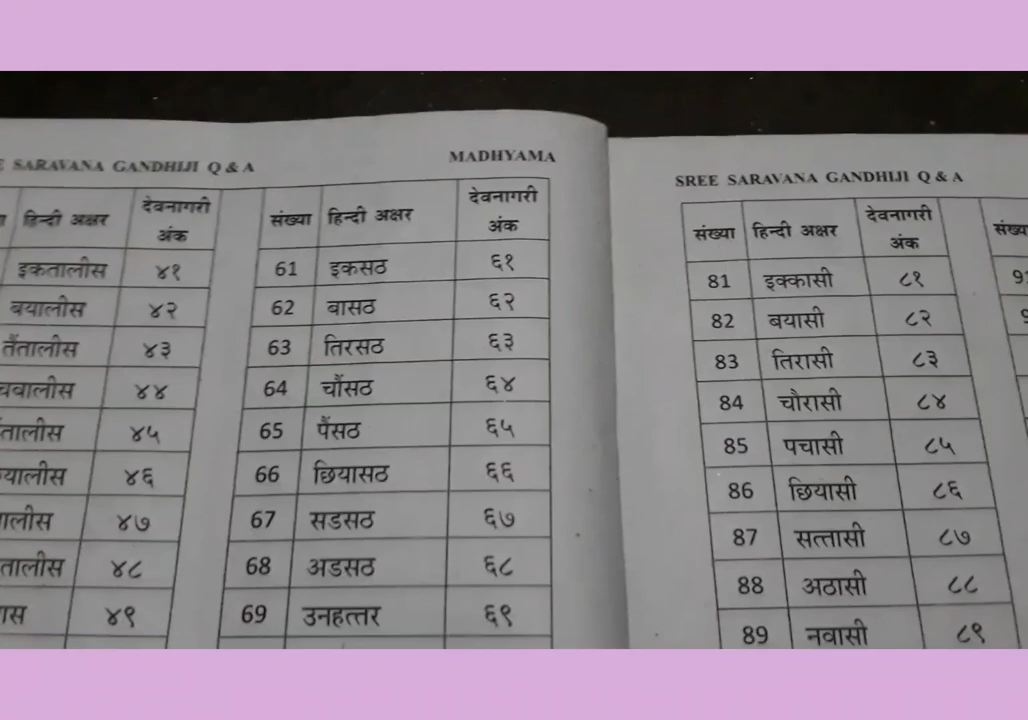 SARAVANA GANDHIJI Q & A
MADHYAMA
हिन्दी अक्षर देवनागरी अंक
इकतालीस ४१
बयालीस ४२
तैंतालीस ४३
४४
४५
४६
४७
४८
४९
संख्या हिन्दी अक्षर देवनागरी अंक
61 इकसठ ६१
62 बासठ ६२
63 तिरसठ ६३
64 चौंसठ ६४
65 पैंसठ ६५
66 छियासठ ६६
67 सडसठ ६७
68 अडसठ ६८
69 उनहत्तर ६९
SREE SARAVANA GANDHIJI Q & A
संख्या हिन्दी अक्षर देवनागरी अंक
81 इक्कासी ८१
82 बयासी ८२
83 तिरासी ८३
84 चौरासी ८४
85 पचासी ८५
86 छियासी ८६
87 सत्तासी ८७
88 अठासी ८८
89 नवासी ८९